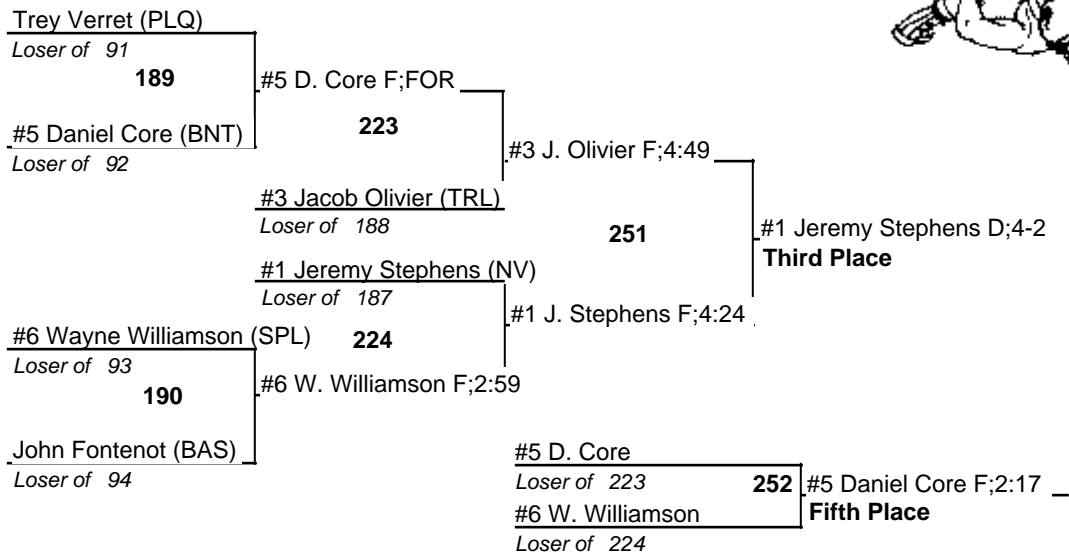 Trey Verret (PLQ)
Loser of 91
189
#5 D. Core F;FOR
#5 Daniel Core (BNT)
Loser of 92
223
#3 J. Olivier F;4:49
#3 Jacob Olivier (TRL)
Loser of 188
251
#1 Jeremy Stephens D;4-2
Third Place
#1 Jeremy Stephens (NV)
Loser of 187
#1 J. Stephens F;4:24
#6 Wayne Williamson (SPL)
Loser of 93
224
190
#6 W. Williamson F;2:59
John Fontenot (BAS)
Loser of 94
#5 D. Core
Loser of 223
252
#5 Daniel Core F;2:17
Fifth Place
#6 W. Williamson
Loser of 224